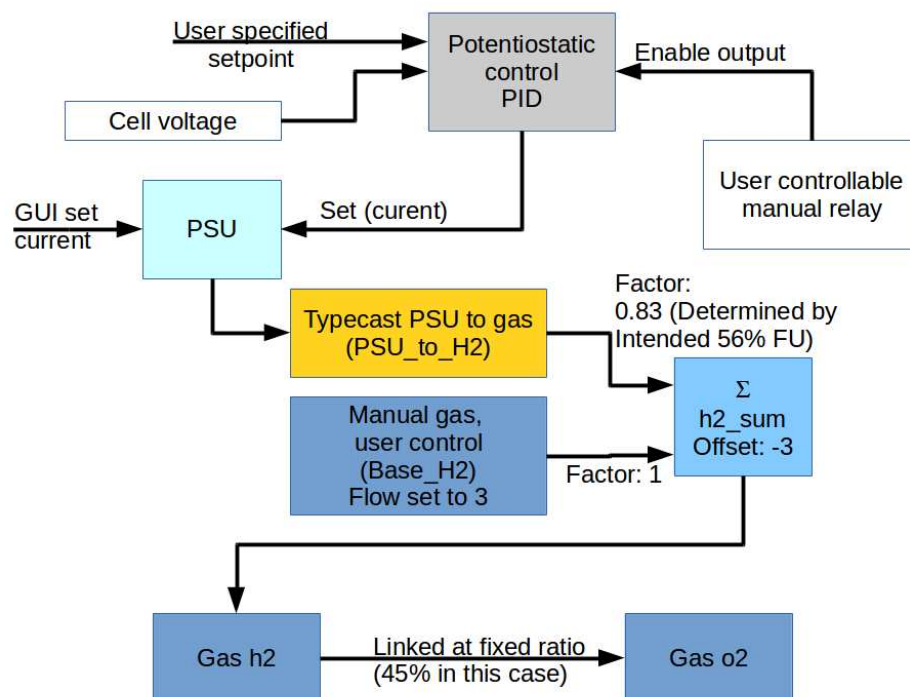 User specified
setpoint
Potentiostatic
control
PID
Enable output
Cell voltage
User controllable
manual relay
GUI set
current
PSU
Set (curent)
Factor:
0.83 (Determined by
Intended 56% FU)
Typecast PSU to gas
(PSU_to_H2)
Σ
h2_sum
Offset: -3
Manual gas,
user control
(Base_H2)
Flow set to 3
Factor: 1
Gas h2
Linked at fixed ratio
(45% in this case)
Gas o2